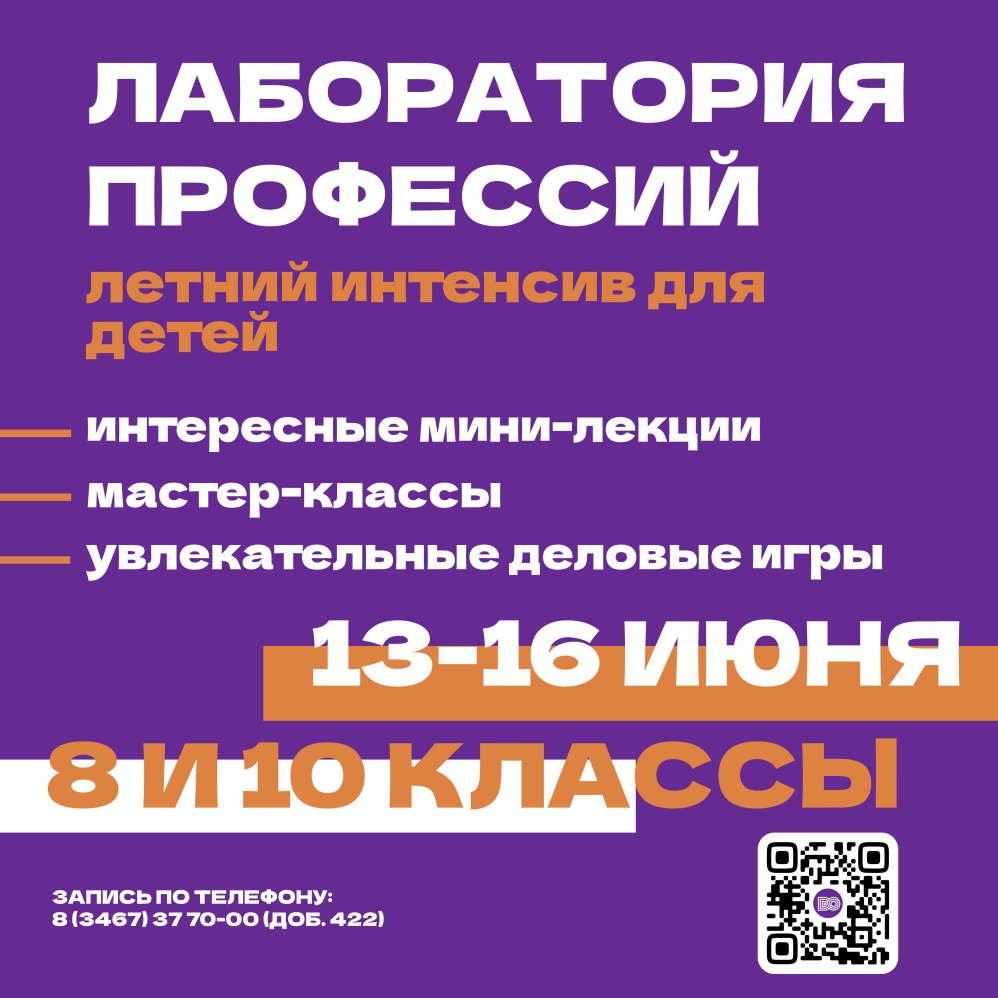 ЛАБОРАТОРИЯ
ПРОФЕССИЙ
летний интенсив для
детей
интересные мини-лекции
мастер-классы
увлекательные деловые игры
13-16 ИЮНЯ
8 И 10 КЛАССЫ
ЗАПИСЬ ПО ТЕЛЕФОНУ:
8 (3467) 37 70-00 (ДОБ. 422)
ВО